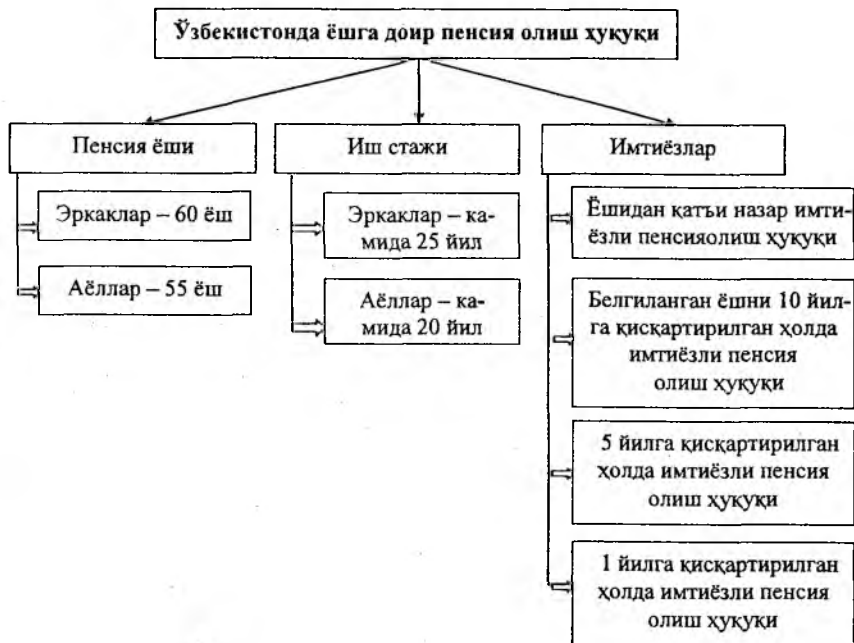 Ўзбекистонда ёшга доир пенсия олиш ҳуқуқи
Пенсия ёши
Эркаклар – 60 ёш
Аёллар – 55 ёш
Иш стажи
Эркаклар – ка-
мида 25 йил
Аёллар – ка-
мида 20 йил
Имтиёзлар
Ёшидан қатъи назар имти-
ёзли пенсияолиш ҳуқуқи
Белгиланган ёшни 10 йил-
га қисқартирилган ҳолда
имтиёзли пенсия
олиш ҳуқуқи
5 йилга қисқартирилган
ҳолда имтиёзли пенсия
олиш ҳуқуқи
1 йилга қисқартирилган
ҳолда имтиёзли пенсия
олиш ҳуқуқи